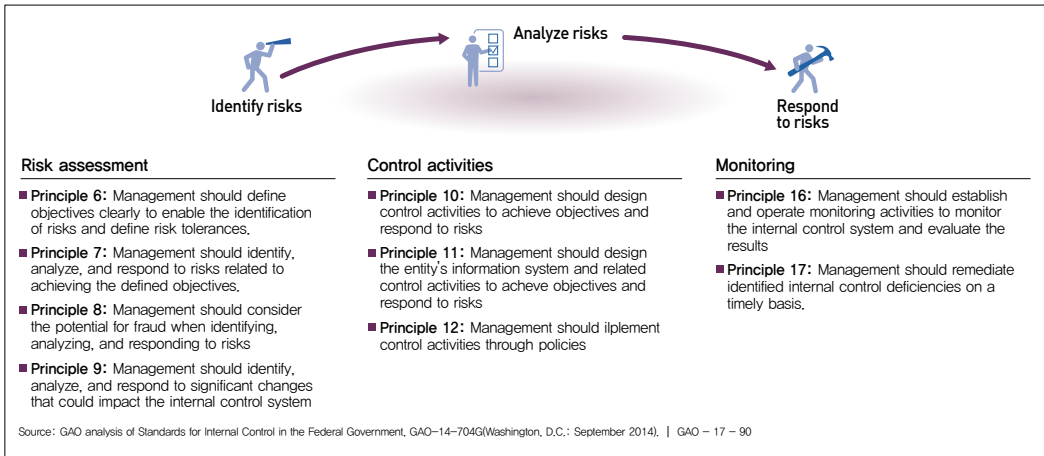 Identify risks
Analyze risks
Respond
to risks
Risk assessment
■ Principle 6: Management should define
objectives clearly to enable the identification
of risks and define risk tolerances.
■ Principle 7: Management should identify,
analyze, and respond to risks related to
achieving the defined objectives.
■ Principle 8: Management should consider
the potential for fraud when identifying,
analyzing, and responding to risks
■ Principle 9: Management should identify,
analyze, and respond to significant changes
that could impact the internal control system
Control activities
■ Principle 10: Management should design
control activities to achieve objectives and
respond to risks
■ Principle 11: Management should design
the entity's information system and related
control activities to acheve objectives and
respond to risks
■ Principle 12: Management should ilplement
control activities through policies
Monitoring
■ Principle 16: Management should establish
and operate monitoring activities to monitor
the internal control system and evaluate the
results
■ Principle 17: Management should remediate
identified internal control deficiencies on a
timely basis.
Source: GAO analysis of Standards for Internal Control in the Federal Government, GAO-14-704G(Washington, D.C.: September 2014). | GAO - 17 - 90